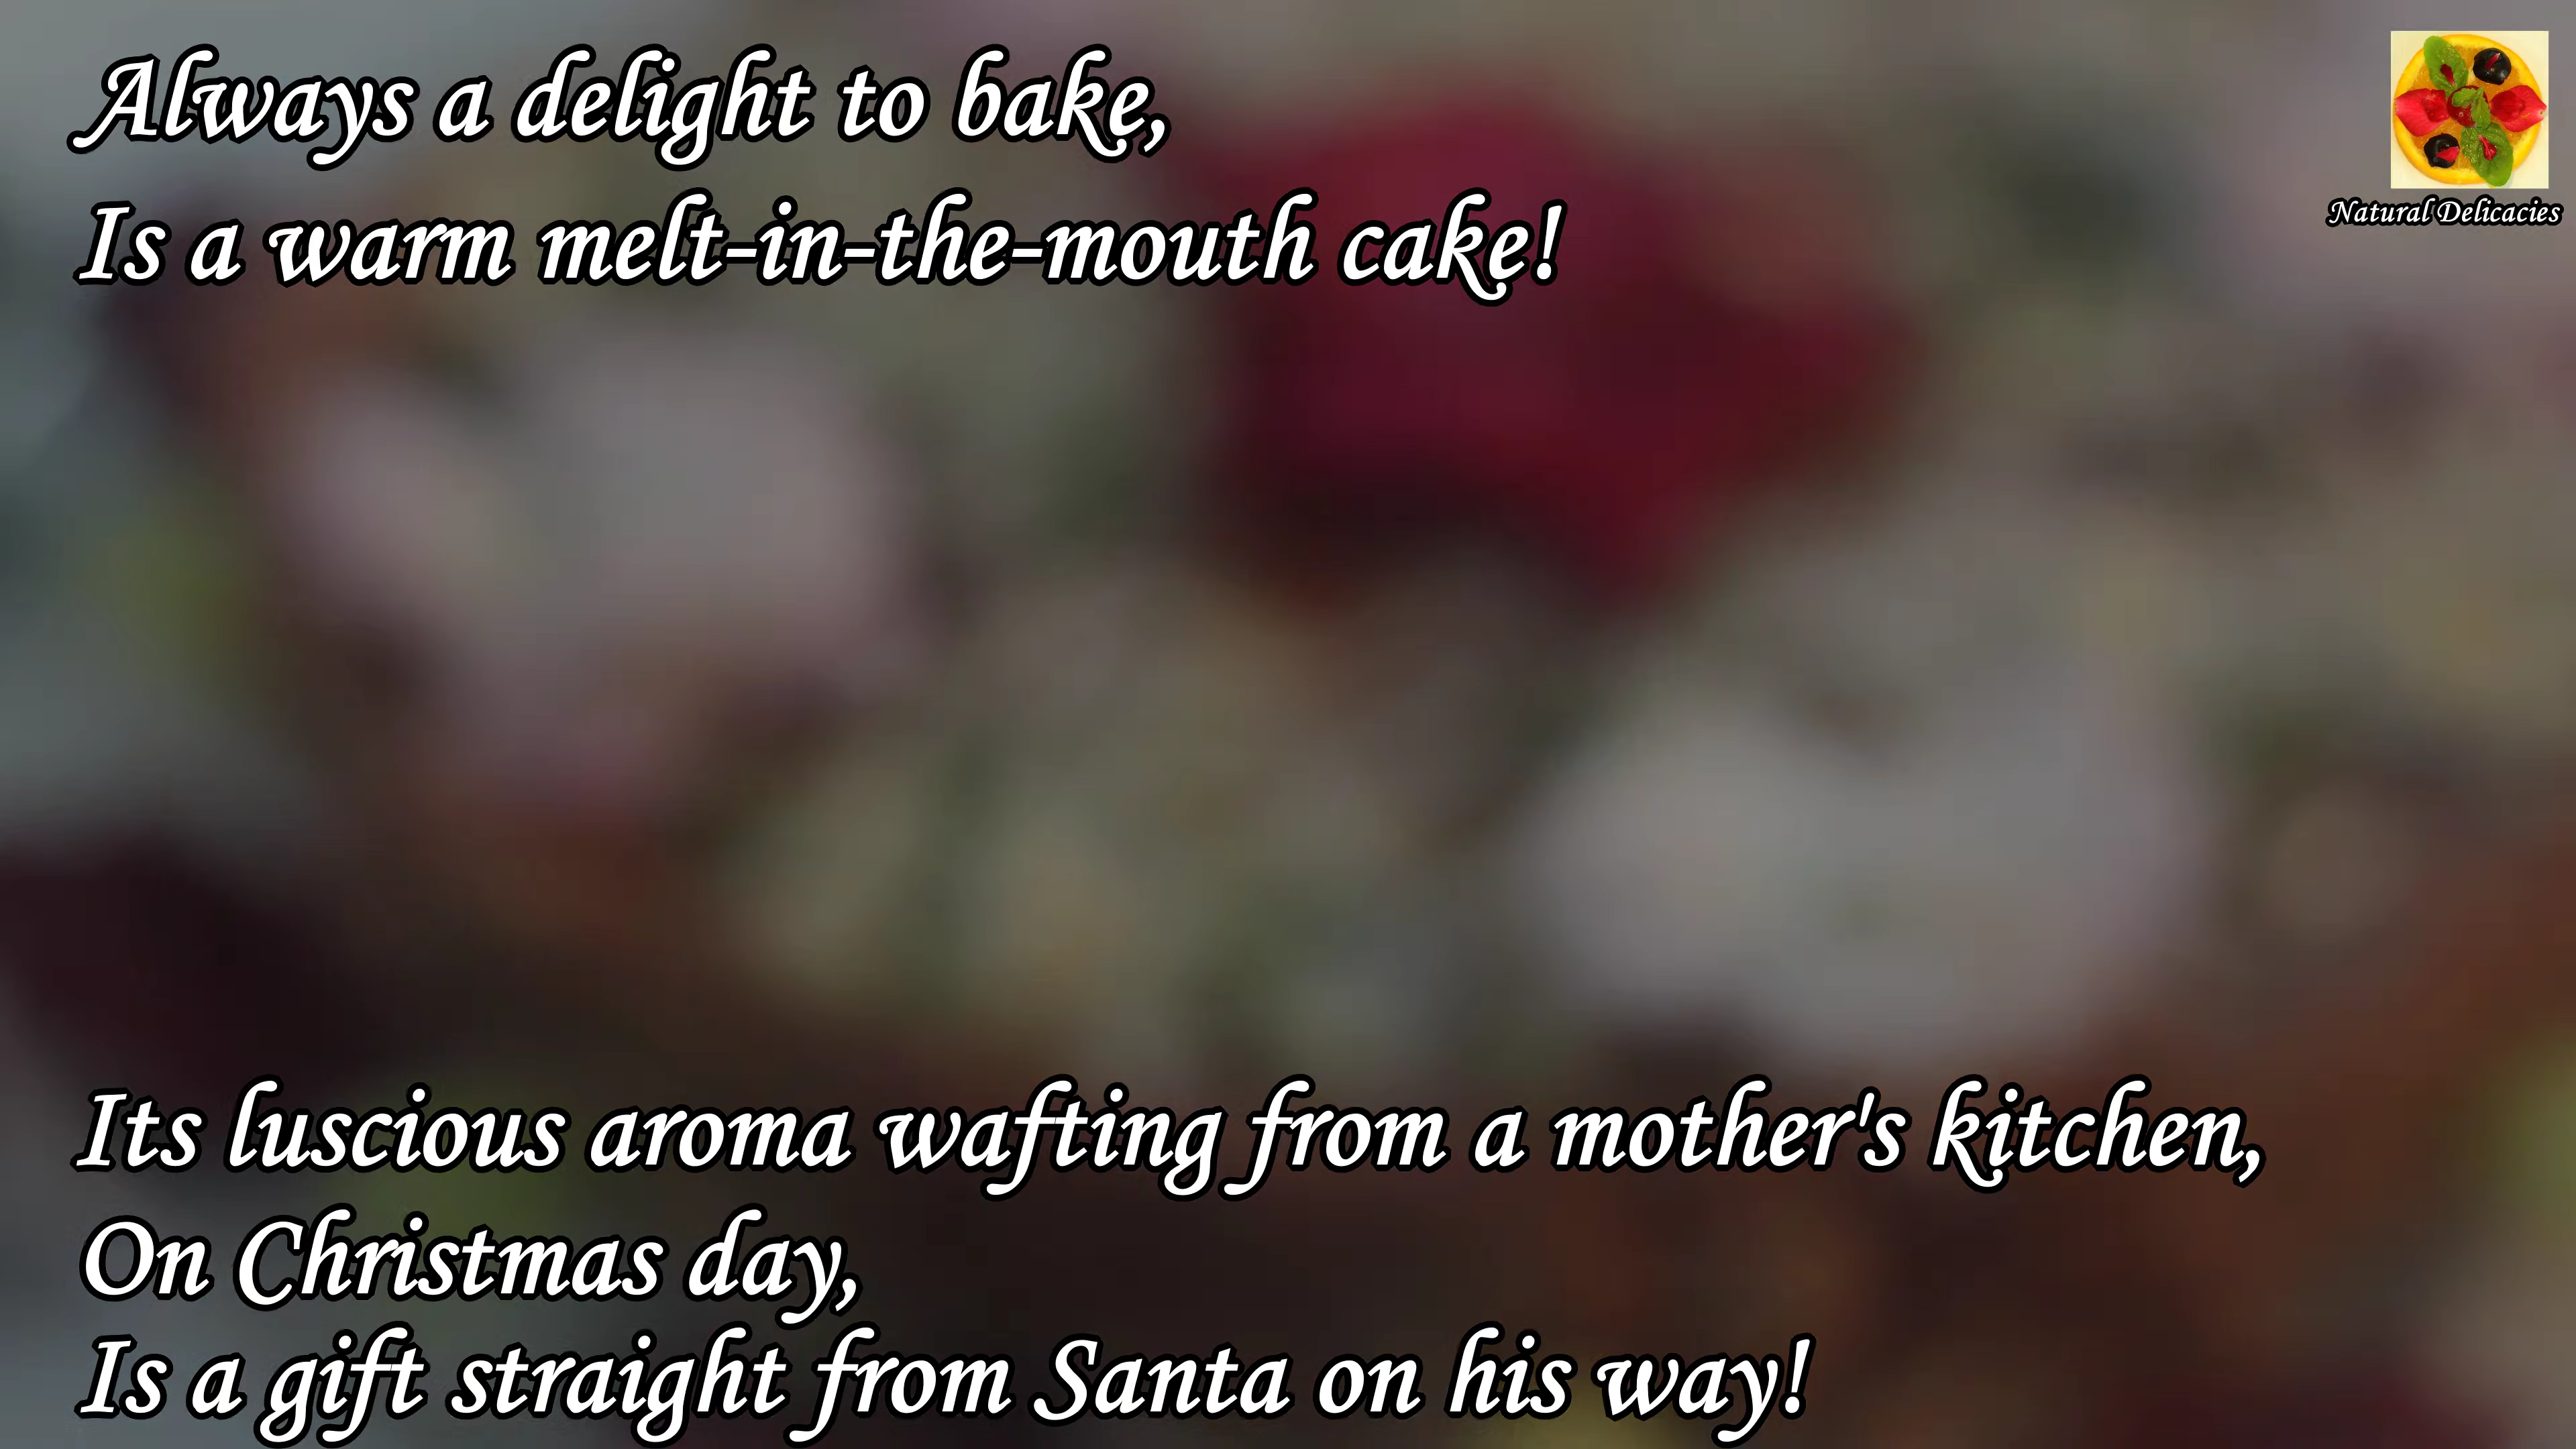 Always a delight to bake,
Is a warm melt-in-the-mouth cake!
Natural Delicacies
Its luscious aroma wafting from a mother's kitchen,
On Christmas day,
Is a gift straight from Santa on his way!